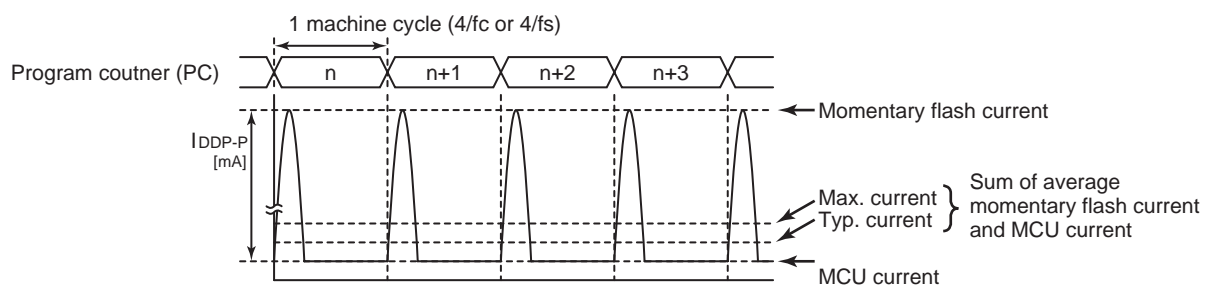 1 machine cycle (4/fc or 4/fs)
Program coutner (PC)
n
n+1
n+2
n+3
Momentary flash current
IDDP-P
[mA]
Max. current
Typ. current
Sum of average
momentary flash current
and MCU current
MCU current